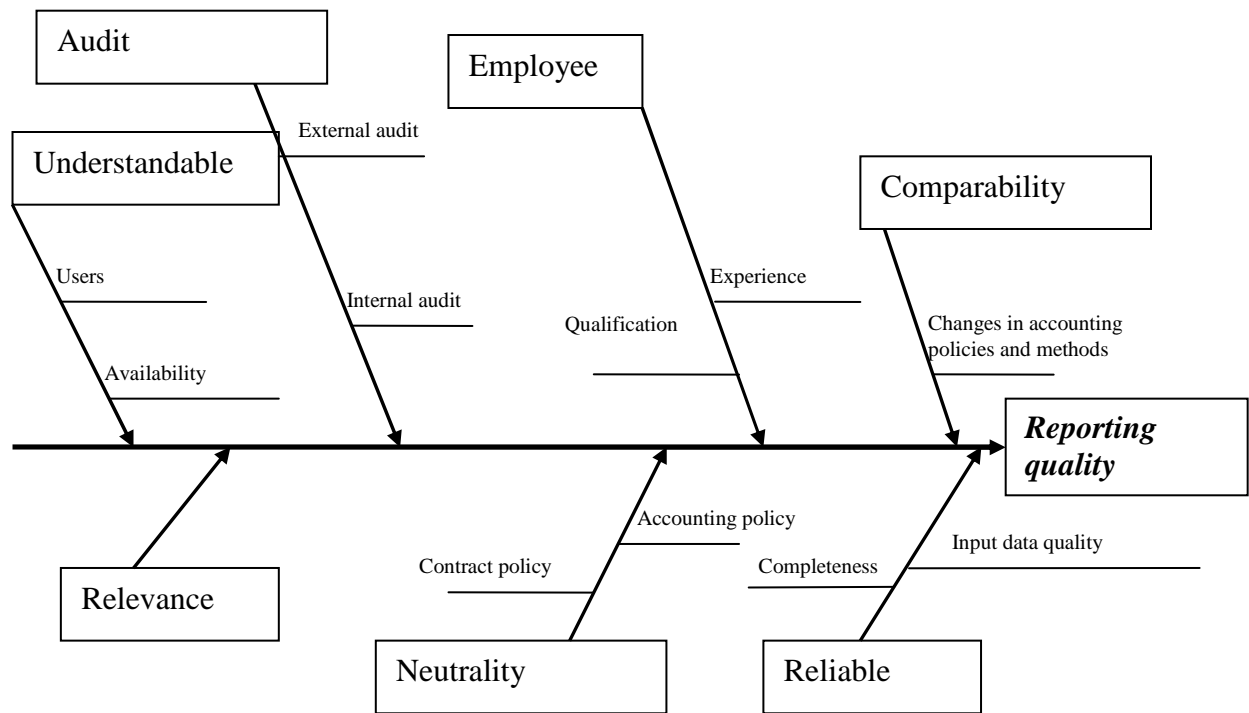 Audit
Employee
External audit
Understandable
Comparability
Users
Experience
Internal audit
Qualification
Changes in accounting
policies and methods
Availability
Reporting
quality
Accounting policy
Input data quality
Contract policy
Completeness
Relevance
Neutrality
Reliable